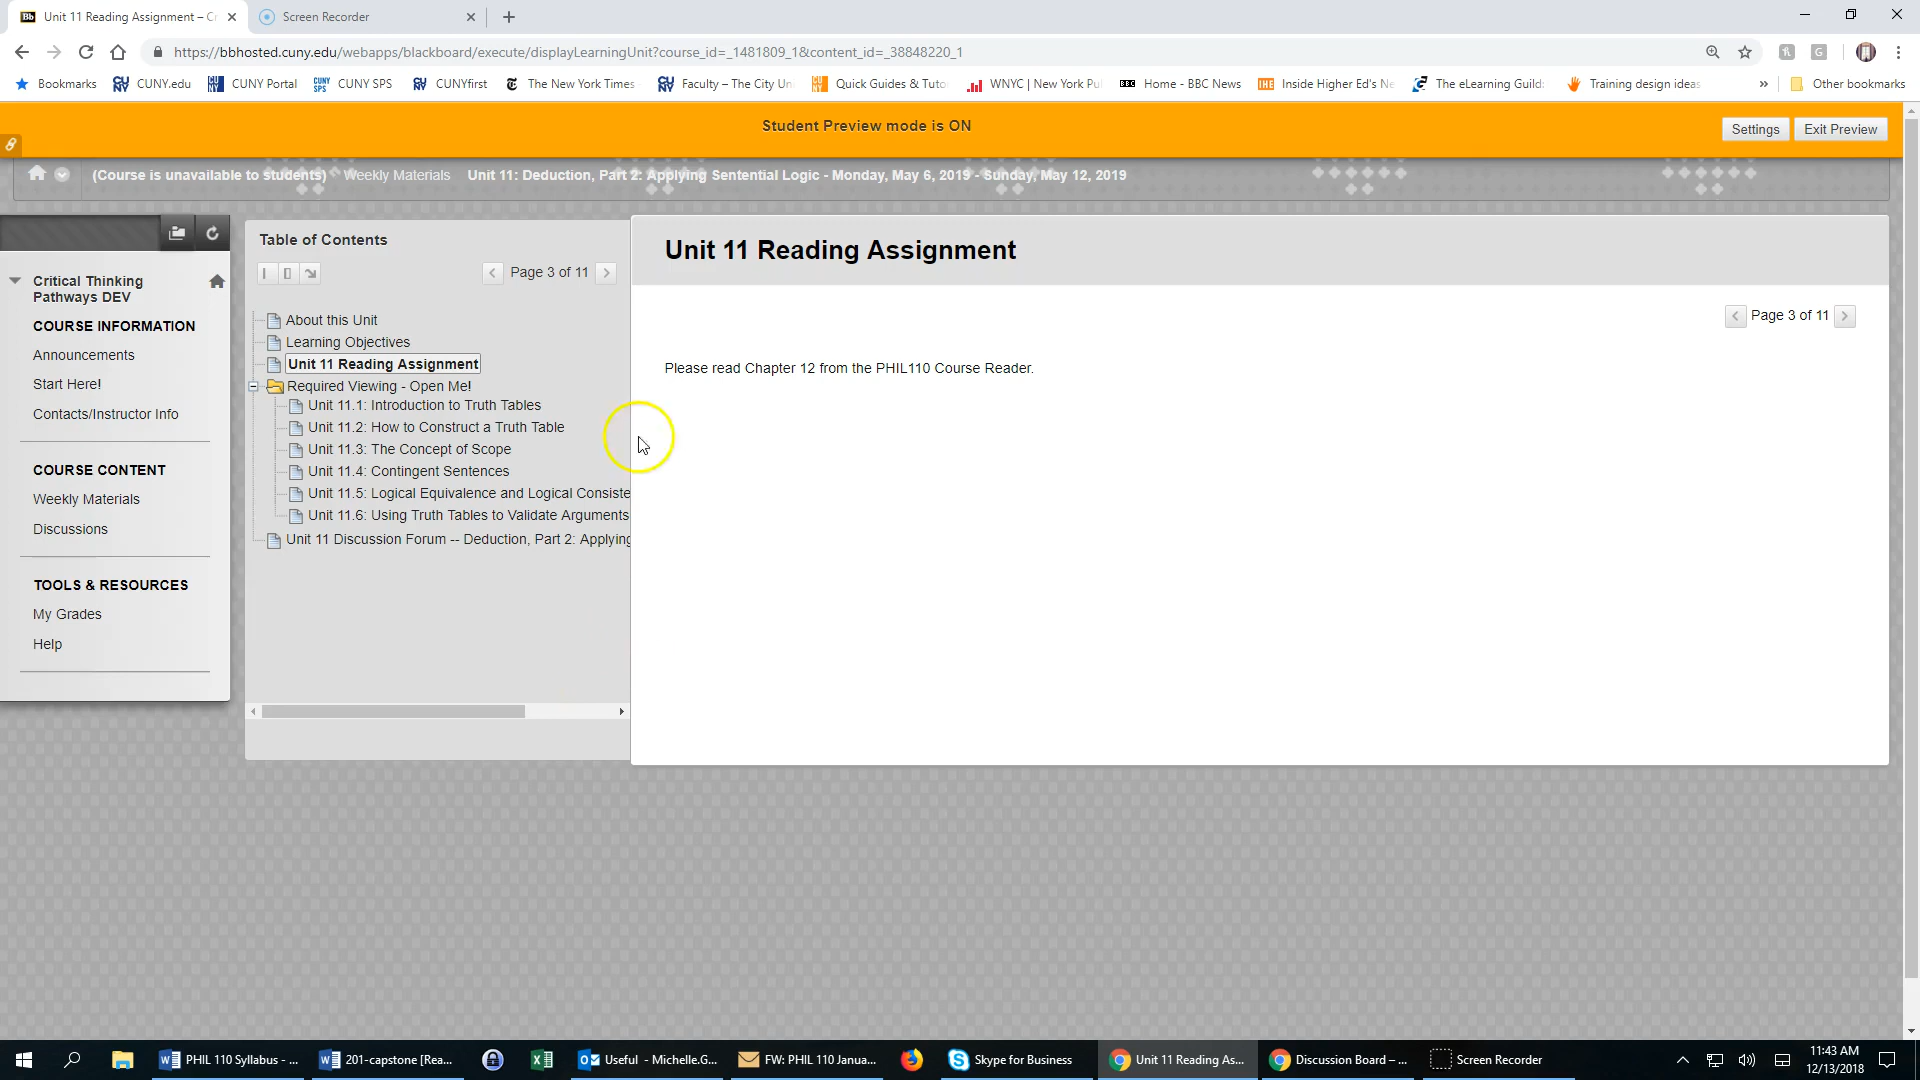 Unit 11 Reading Assignment – Cr
Screen Recorder
https://bbhosted.cuny.edu/webapps/blackboard/execute/displayLearningUnit?course_id=_1481809_1&content_id=_38848220_1
Bookmarks
CUNY.edu
CUNY Portal
CUNY SPS
CUNYfirst
The New York Times
Faculty – The City Un
Quick Guides & Tuto
WNYC | New York Pu
Home - BBC News
Inside Higher Ed's Ne
The eLearning Guild:
Training design ideas
Other bookmarks
Student Preview mode is ON
Settings
Exit Preview
(Course is unavailable to students)
Weekly Materials
Unit 11: Deduction, Part 2: Applying Sentential Logic - Monday, May 6, 2019 - Sunday, May 12, 2019
Critical Thinking
Pathways DEV
COURSE INFORMATION
Announcements
Start Here!
Contacts/Instructor Info
COURSE CONTENT
Weekly Materials
Discussions
TOOLS & RESOURCES
My Grades
Help
Table of Contents
Page 3 of 11
About this Unit
Learning Objectives
Unit 11 Reading Assignment
Required Viewing - Open Me!
Unit 11.1: Introduction to Truth Tables
Unit 11.2: How to Construct a Truth Table
Unit 11.3: The Concept of Scope
Unit 11.4: Contingent Sentences
Unit 11.5: Logical Equivalence and Logical Consiste
Unit 11.6: Using Truth Tables to Validate Arguments
Unit 11 Discussion Forum -- Deduction, Part 2: Applying
Unit 11 Reading Assignment
Page 3 of 11
Please read Chapter 12 from the PHIL110 Course Reader.
PHIL 110 Syllabus - ...
201-capstone [Rea...
Useful - Michelle.G...
FW: PHIL 110 Janua...
Skype for Business
Unit 11 Reading As...
Discussion Board – ...
Screen Recorder
11:43 AM
12/13/2018